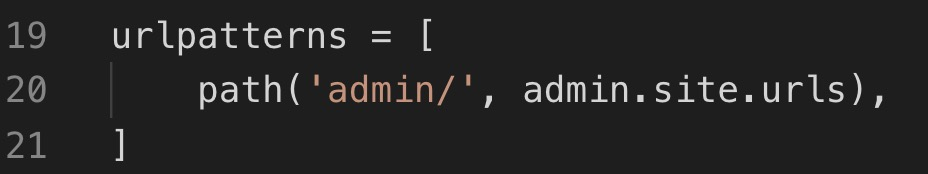 19 urlpatterns = [
20     path('admin/', admin.site.urls),
21 ]